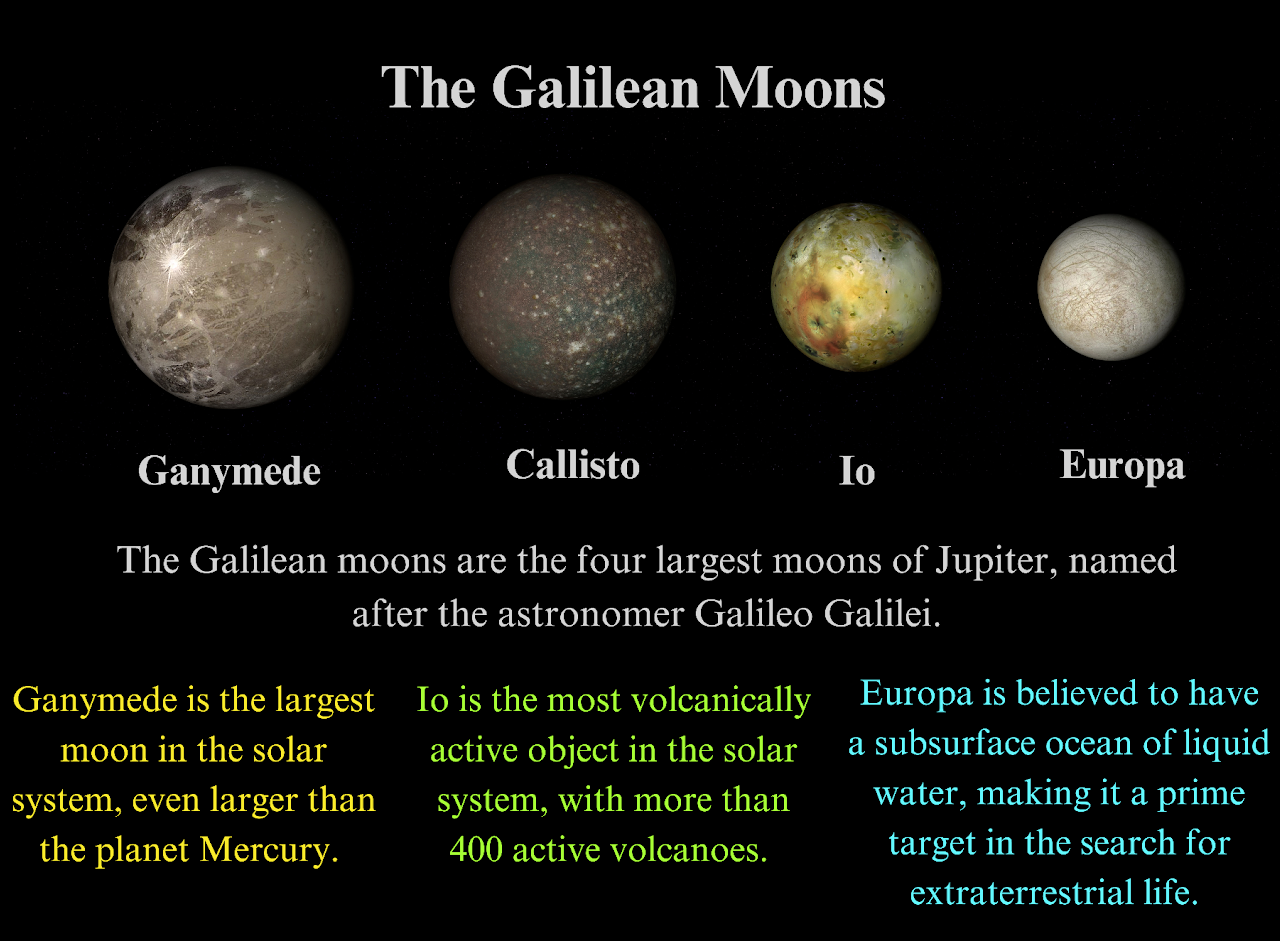 The Galilean Moons
Ganymede
Callisto
Io
Europa
The Galilean moons are the four largest moons of Jupiter, named
after the astronomer Galileo Galilei.
Ganymede is the largest
moon in the solar
system, even larger than
the planet Mercury.
Io is the most volcanically
active object in the solar
system, with more than
400 active volcanoes.
Europa is believed to have
a subsurface ocean of liquid
water, making it a prime
target in the search for
extraterrestrial life.